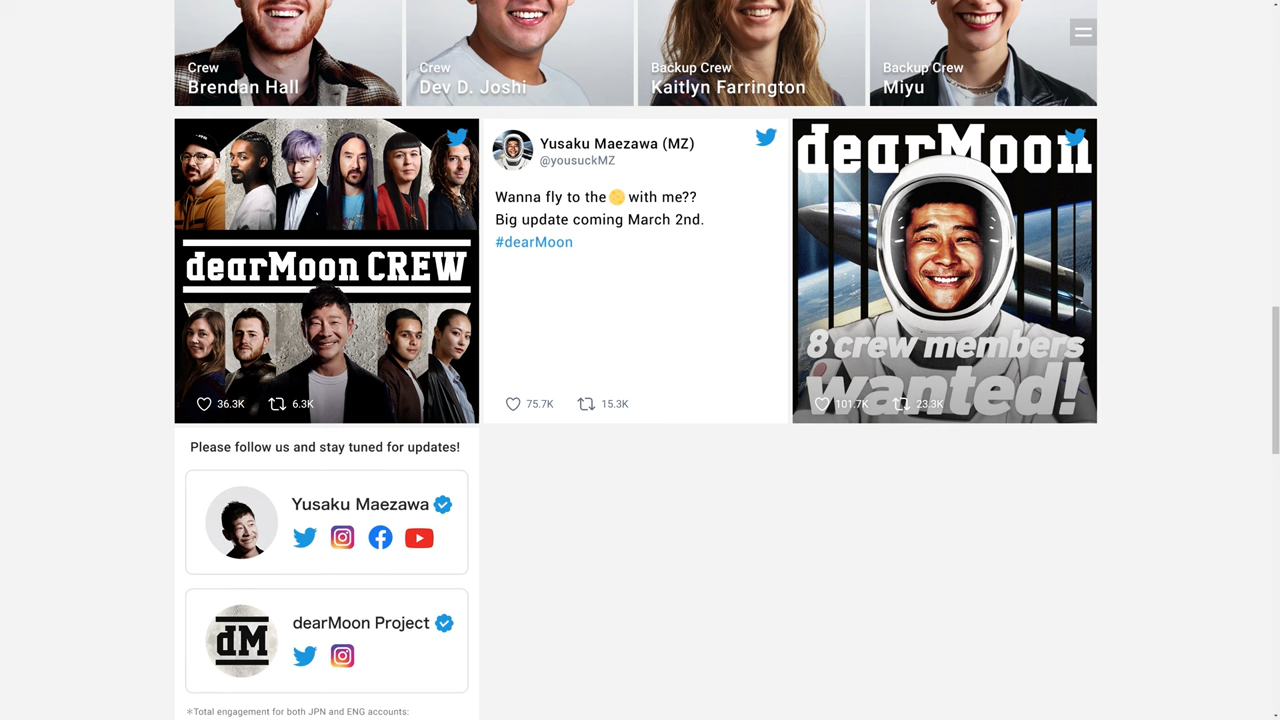 Crew
Brendan Hall
Crew
Dev D. Joshi
Backup Crew
Kaitlyn Farrington
Backup Crew
Miyu
dearMoon CREW
36.3K 6.3K
Yusaku Maezawa (MZ)
@yousuckMZ
Wanna fly to the🌕with me??
Big update coming March 2nd.
#dearMoon
75.7K 15.3K
dearMoon
8 crew members
wanted!
101.7K 23.3K
Please follow us and stay tuned for updates!
Yusaku Maezawa
dM
dearMoon Project
*Total engagement for both JPN and ENG accounts: